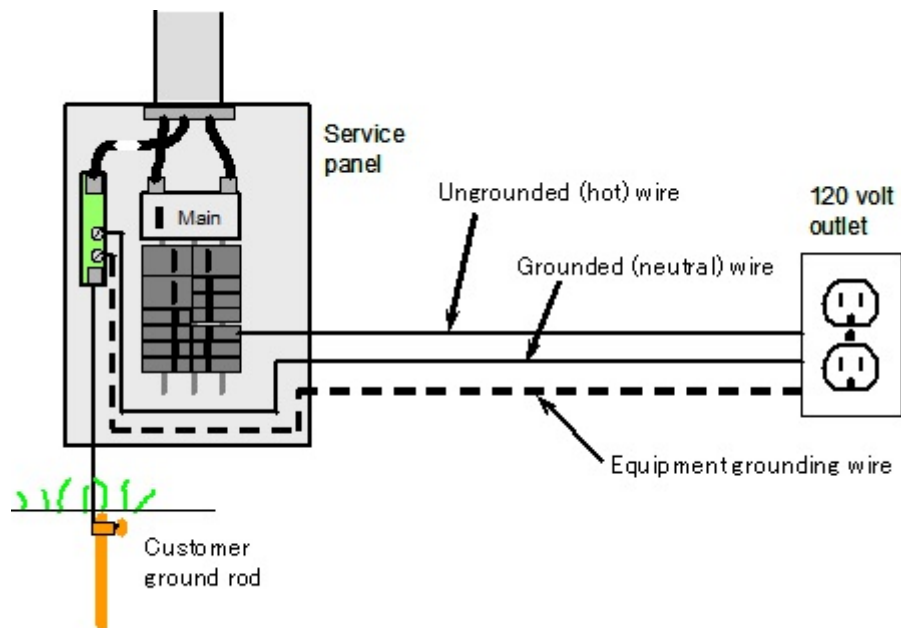 Service
panel
Main
Ungrounded (hot) wire
120 volt
outlet
Grounded (neutral) wire
Equipment grounding wire
Customer
ground rod